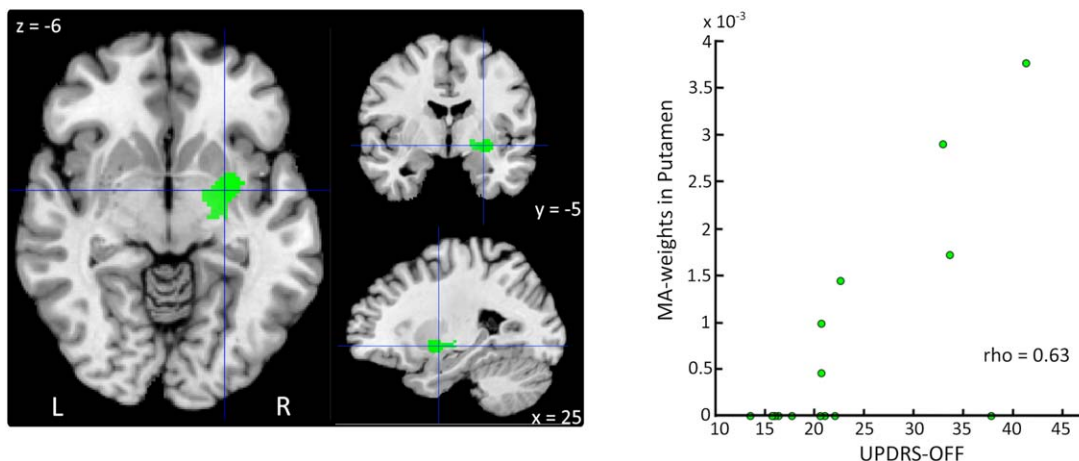 z = -6
L
R
y = -5
x = 25
x 10⁻³
4
3.5
3
2.5
2
1.5
1
0.5
0
MA-weights in Putamen
rho = 0.63
10 15 20 25 30 35 40 45
UPDRS-OFF